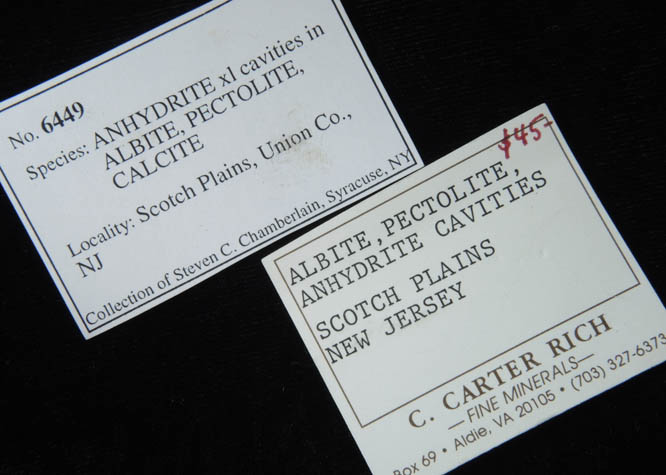 No. 6449
Species: ANHYDRITE xl cavities in
ALBITE, PECTOLITE,
CALCITE
Locality: Scotch Plains, Union Co.,
NJ
Collection of Steven C. Chamberlain, Syracuse, NY
$45-
ALBITE, PECTOLITE,
ANHYDRITE CAVITIES
SCOTCH PLAINS
NEW JERSEY
C. CARTER RICH
—FINE MINERALS—
Box 69 • Aldie, VA 20105 • (703) 327-6373